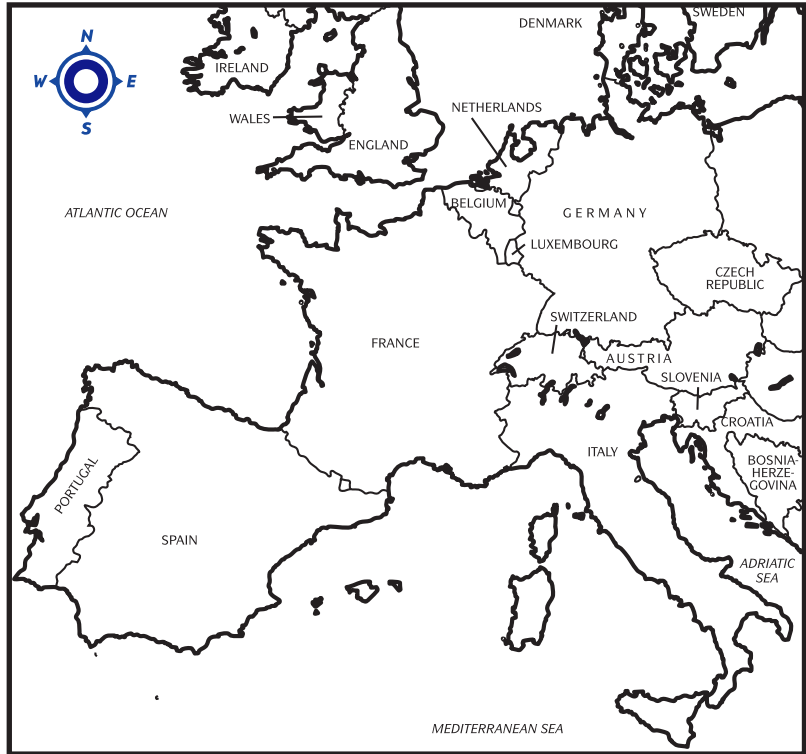 DENMARK
SWEDEN
N
W
E
S
IRELAND
WALES
NETHERLANDS
ENGLAND
BELGIUM
ATLANTIC OCEAN
GERMANY
LUXEMBOURG
CZECH
REPUBLIC
SWITZERLAND
FRANCE
AUSTRIA
SLOVENIA
CROATIA
ITALY
BOSNIA-
HERZE-
GOVINA
PORTUGAL
SPAIN
ADRIATIC
SEA
MEDITERRANEAN SEA